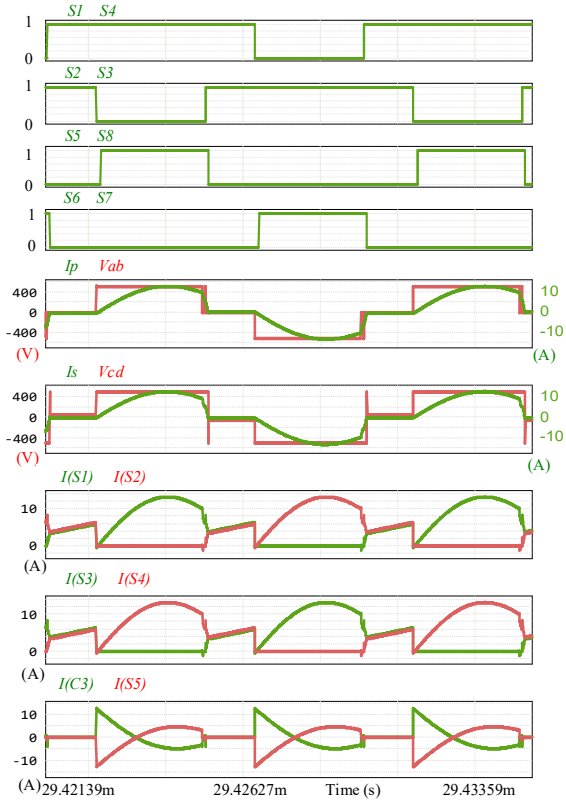 S1 S4
1
0
S2 S3
1
0
S5 S8
1
0
S6 S7
1
0
Ip Vab
400 10
0 0
-400 -10
(V) (A)
Is Vcd
400 10
0 0
-400 -10
(V) (A)
I(S1) I(S2)
10
0
(A)
I(S3) I(S4)
10
0
(A)
I(C3) I(S5)
10
0
-10
(A) 29.42139m 29.42627m Time (s) 29.43359m